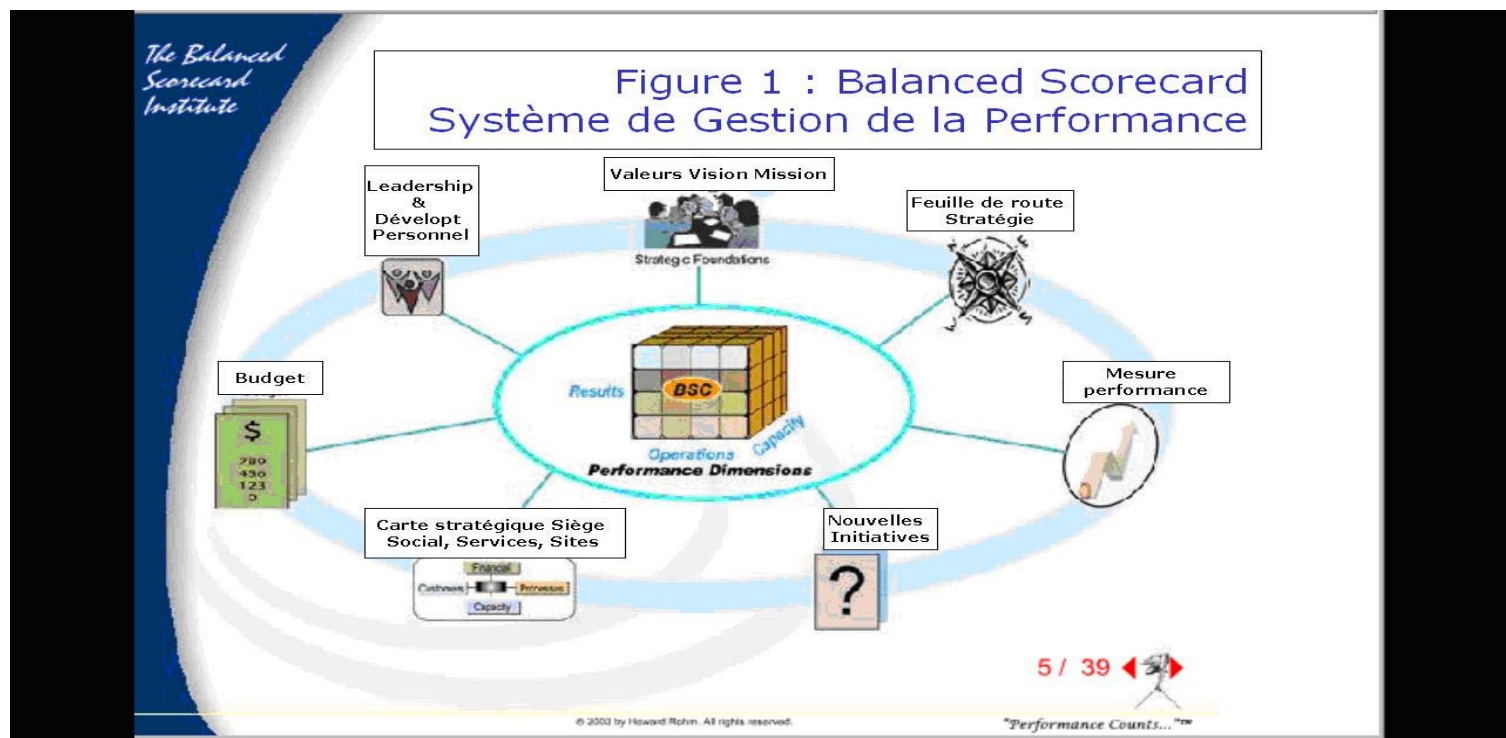 The Balanced
Scorecard
Institute
Figure 1 : Balanced Scorecard
Système de Gestion de la Performance
Leadership
&
Dévelopt
Personnel
Valeurs Vision Mission
Strategic Foundations
Feuille de route
Stratégie
Budget
$
789
456
123
0
Mesure
performance
Results
BSC
Capacity
Operations
Performance Dimensions
Carte stratégique Siège
Social, Services, Sites
Financial
Customers
Processes
Capacity
Nouvelles
Initiatives
?
5 / 39
© 2003 by Howard Rohm. All rights reserved.
"Performance Counts..."™